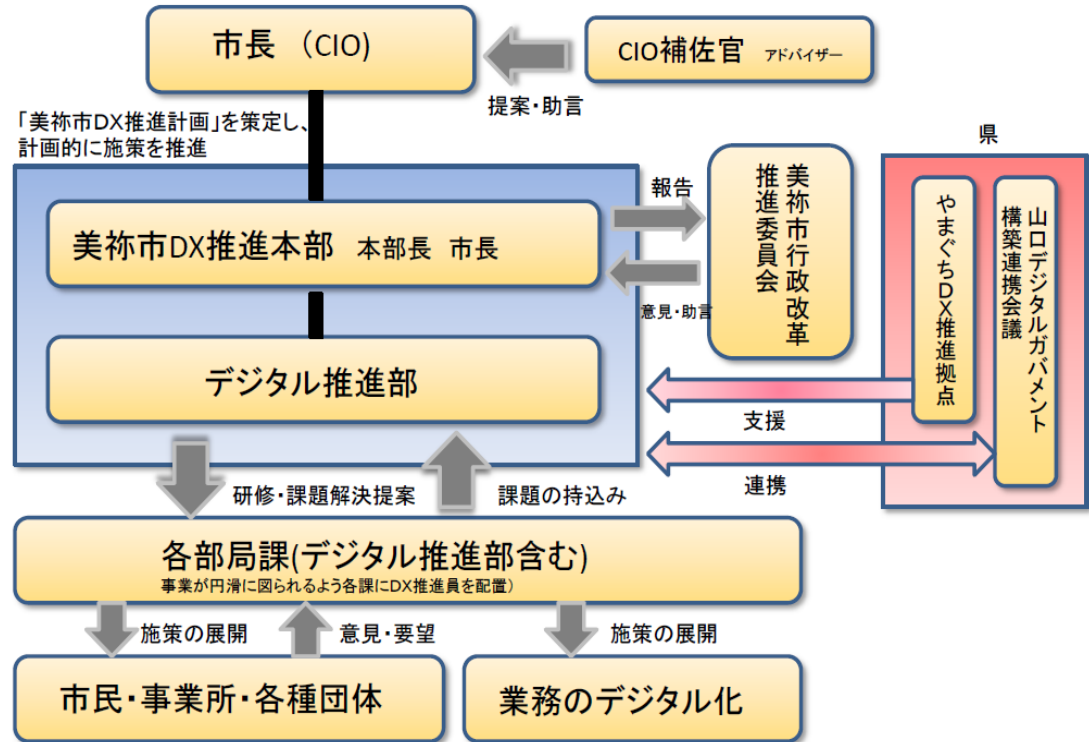 市長 （CIO)
CIO補佐官 アドバイザー
提案・助言
「美祢市DX推進計画」を策定し、
計画的に施策を推進
県
美祢市DX推進本部 本部長 市長
報告
意見・助言
美祢市行政改革
推進委員会
やまぐちDX推進拠点
山口デジタルガバメント
構築連携会議
デジタル推進部
支援
連携
研修・課題解決提案
課題の持込み
各部局課(デジタル推進部含む)
事業が円滑に図られるよう各課にDX推進員を配置）
施策の展開
意見・要望
施策の展開
市民・事業所・各種団体
業務のデジタル化